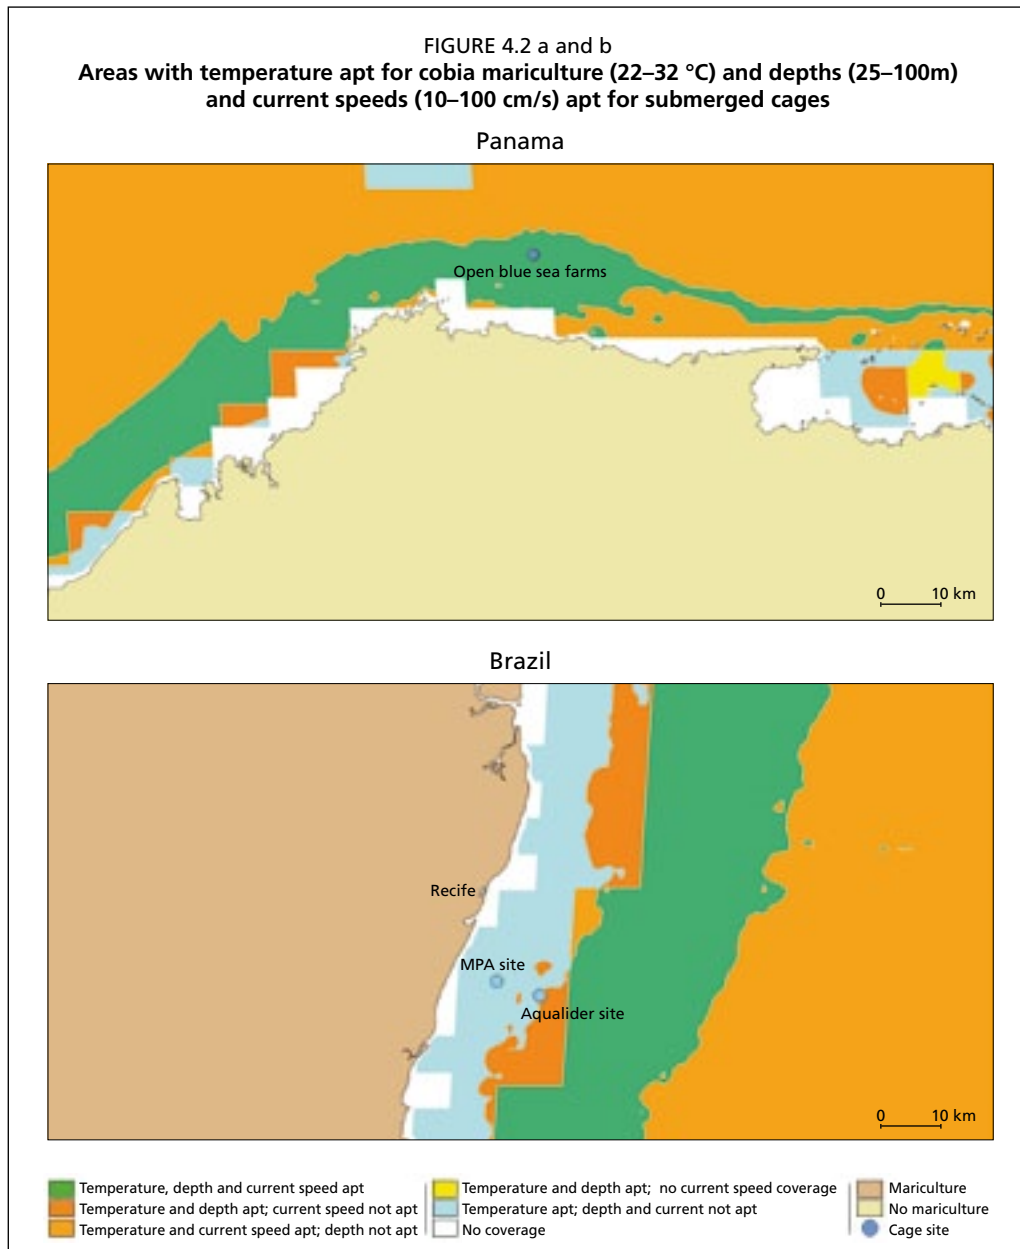 FIGURE 4.2 a and b
Areas with temperature apt for cobia mariculture (22–32 °C) and depths (25–100m)
and current speeds (10–100 cm/s) apt for submerged cages
Panama
Open blue sea farms
0 10 km
Brazil
Recife
MPA site
Aqualider site
0 10 km
Temperature, depth and current speed apt
Temperature and depth apt; current speed not apt
Temperature and current speed apt; depth not apt
Temperature and depth apt; no current speed coverage
Temperature apt; depth and current not apt
No coverage
Mariculture
No mariculture
Cage site